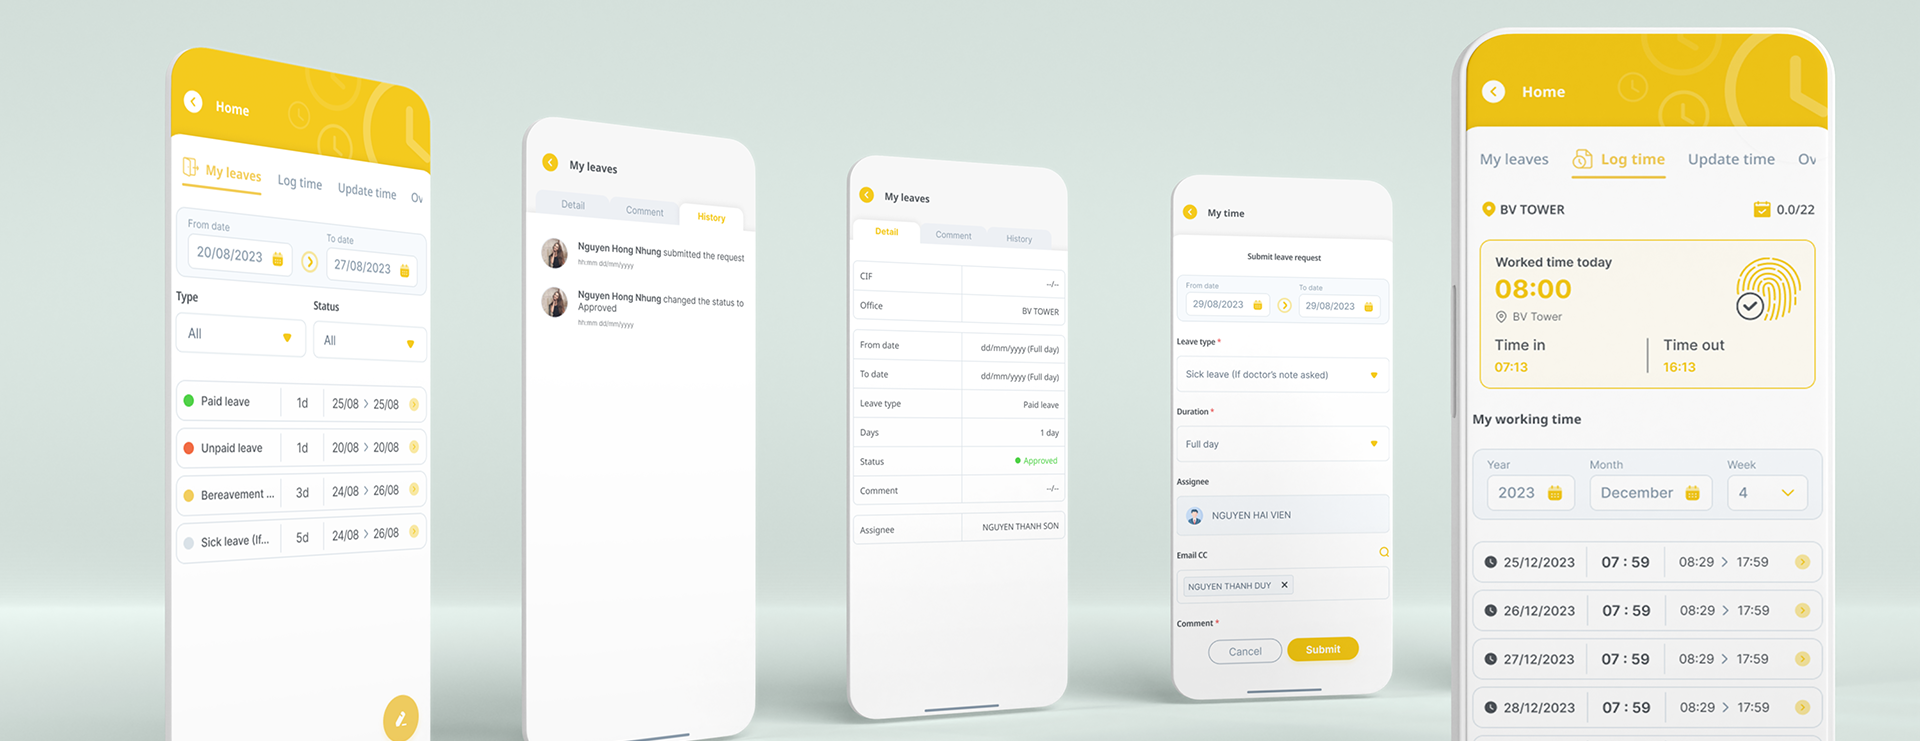 Home
My leaves
Log time
Update time
Ov
From date
20/08/2023
To date
27/08/2023
Type
All
Status
All
Paid leave
1d
25/08 > 25/08
Unpaid leave
1d
20/08 > 20/08
Bereavement ...
3d
24/08 > 26/08
Sick leave (If...
5d
24/08 > 26/08
My leaves
Detail
Comment
History
Nguyen Hong Nhung submitted the request
hh:mm dd/mm/yyyy
Nguyen Hong Nhung changed the status to
Approved
hh:mm dd/mm/yyyy
My leaves
Detail
Comment
History
CIF
--/--
Office
BV TOWER
From date
dd/mm/yyyy (Full day)
To date
dd/mm/yyyy (Full day)
Leave type
Paid leave
Days
1 day
Status
Approved
Comment
--/--
Assignee
NGUYEN THANH SON
My time
Submit leave request
From date
29/08/2023
To date
29/08/2023
Leave type *
Sick leave (If doctor's note asked)
Duration *
Full day
Assignee
NGUYEN HAI VIEN
Email CC
NGUYEN THANH DUY ×
Comment *
Cancel
Submit
Home
My leaves
Log time
Update time
Ov
BV TOWER
0.0/22
Worked time today
08:00
BV Tower
Time in
07:13
Time out
16:13
My working time
Year
2023
Month
December
Week
4
25/12/2023
07 : 59
08:29 > 17:59
26/12/2023
07 : 59
08:29 > 17:59
27/12/2023
07 : 59
08:29 > 17:59
28/12/2023
07 : 59
08:29 > 17:59